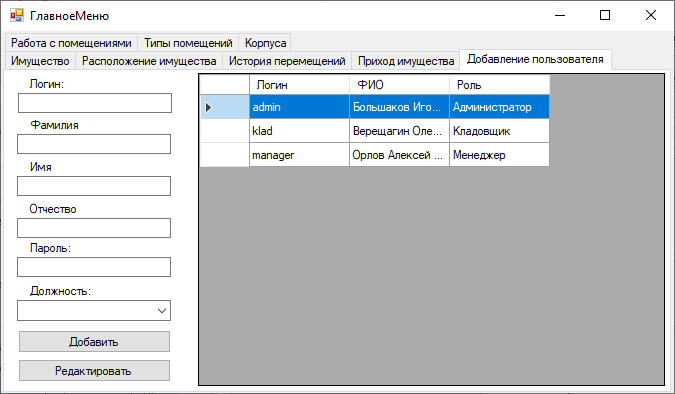 ГлавноеМеню
Работа с помещениями Типы помещений Корпуса
Имущество Расположение имущества История перемещений Приход имущества Добавление пользователя
Логин:
Фамилия
Имя
Отчество
Пароль:
Должность:
Добавить
Редактировать
Логин ФИО Роль
admin Большаков Иго... Администратор
klad Верещагин Оле... Кладовщик
manager Орлов Алексей ... Менеджер